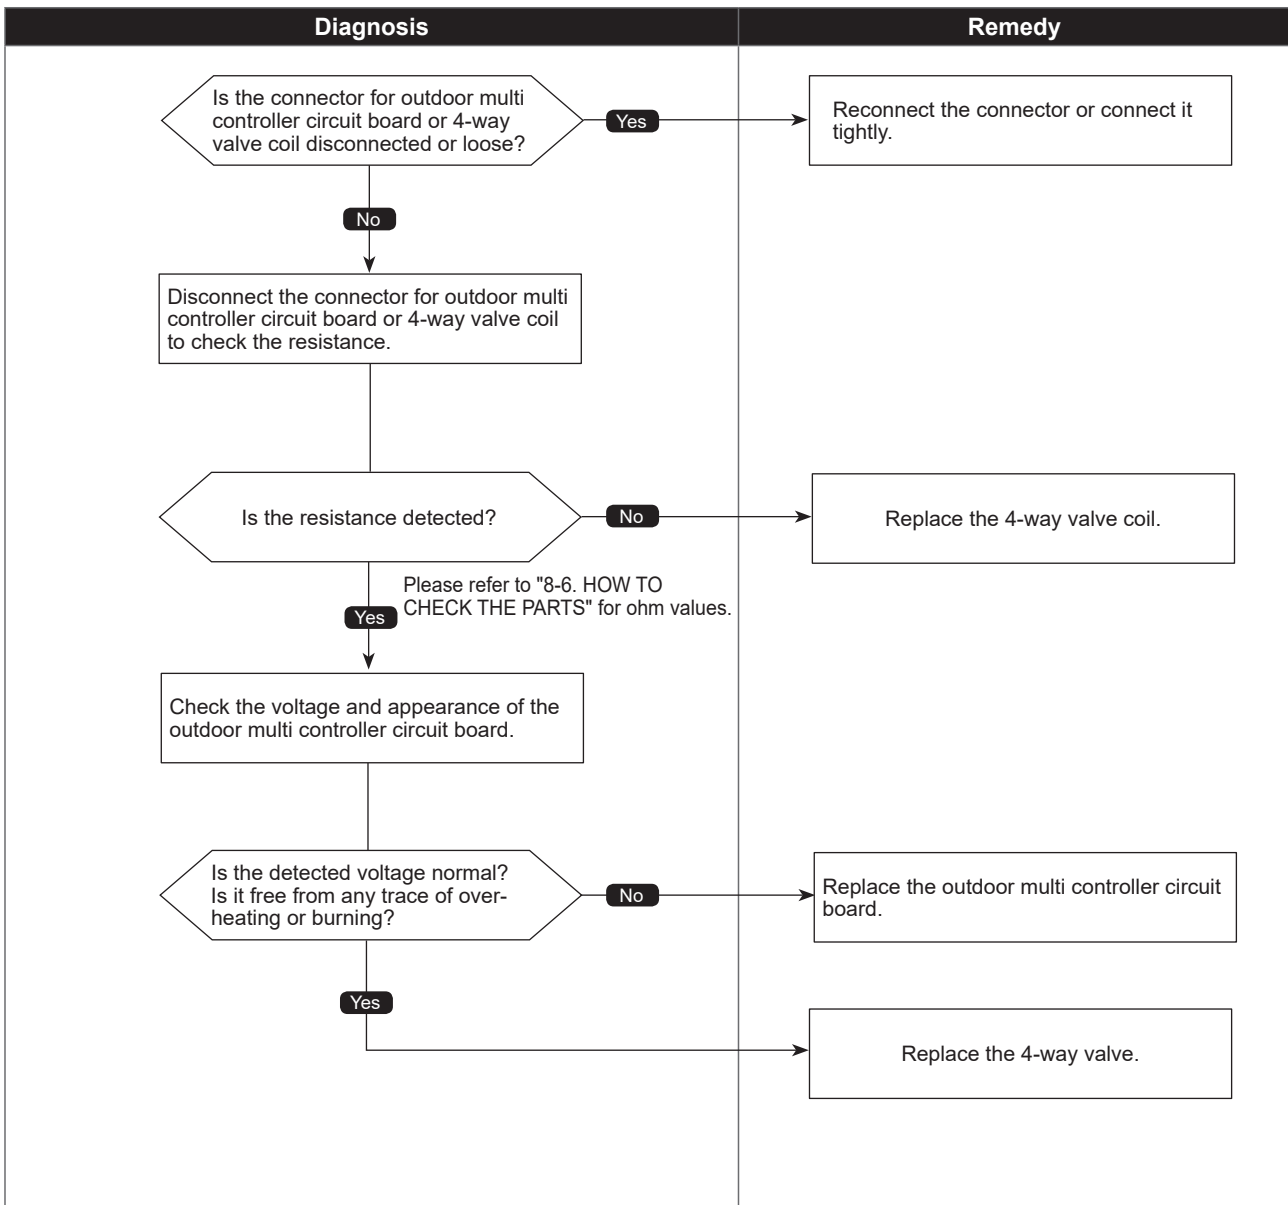 Diagnosis
Remedy
Is the connector for outdoor multi
controller circuit board or 4-way
valve coil disconnected or loose?
Yes
Reconnect the connector or connect it
tightly.
No
Disconnect the connector for outdoor multi
controller circuit board or 4-way valve coil
to check the resistance.
Is the resistance detected?
No
Replace the 4-way valve coil.
Please refer to "8-6. HOW TO
CHECK THE PARTS" for ohm values.
Yes
Check the voltage and appearance of the
outdoor multi controller circuit board.
Is the detected voltage normal?
Is it free from any trace of over-
heating or burning?
No
Replace the outdoor multi controller circuit
board.
Yes
Replace the 4-way valve.